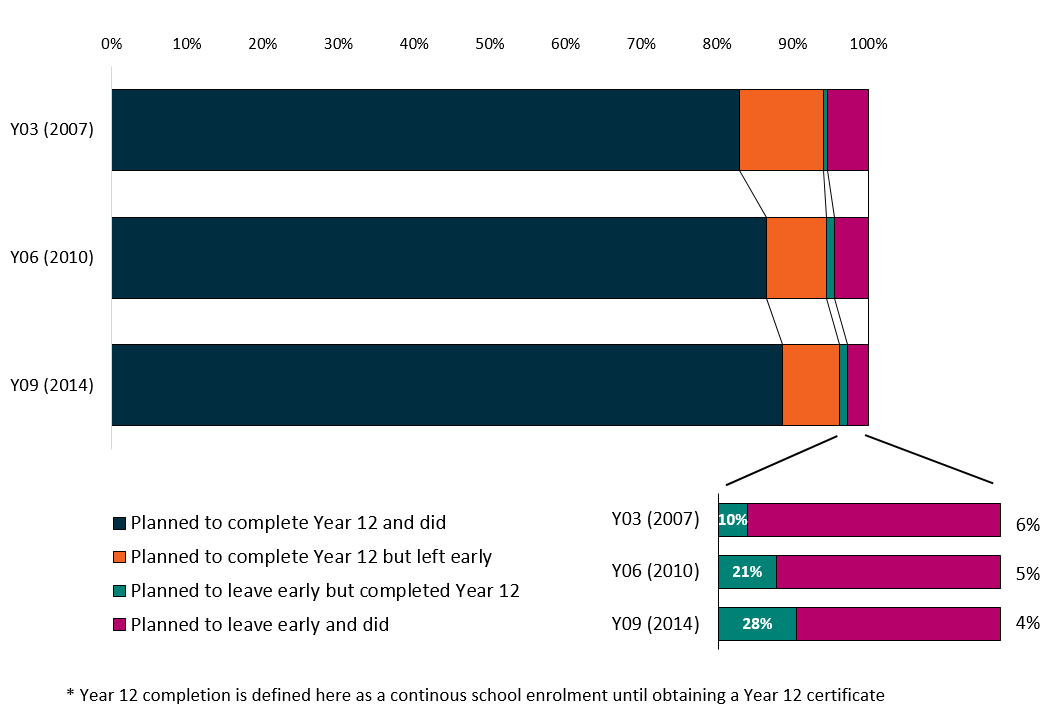 0% 10% 20% 30% 40% 50% 60% 70% 80% 90% 100%
Y03 (2007)
Y06 (2010)
Y09 (2014)
Planned to complete Year 12 and did
Planned to complete Year 12 but left early
Planned to leave early but completed Year 12
Planned to leave early and did
Y03 (2007) 10% 6%
Y06 (2010) 21% 5%
Y09 (2014) 28% 4%
* Year 12 completion is defined here as a continous school enrolment until obtaining a Year 12 certificate